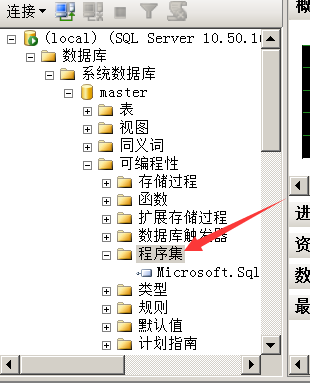 连接
(local) (SQL Server 10.50.16
数据库
系统数据库
master
表
视图
同义词
可编程性
存储过程
函数
扩展存储过程
数据库触发器
程序集
Microsoft.Sql
类型
规则
默认值
计划指南
概
进
资
数
最